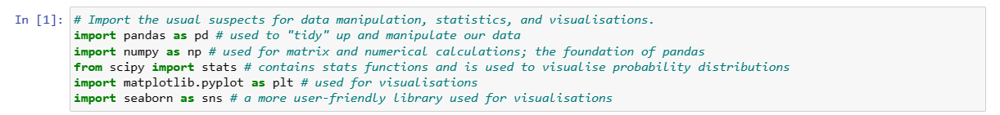 In [1]: # Import the usual suspects for data manipulation, statistics, and visualisations.
import pandas as pd # used to "tidy" up and manipulate our data
import numpy as np # used for matrix and numerical calculations; the foundation of pandas
from scipy import stats # contains stats functions and is used to visualise probability distributions
import matplotlib.pyplot as plt # used for visualisations
import seaborn as sns # a more user-friendly library used for visualisations